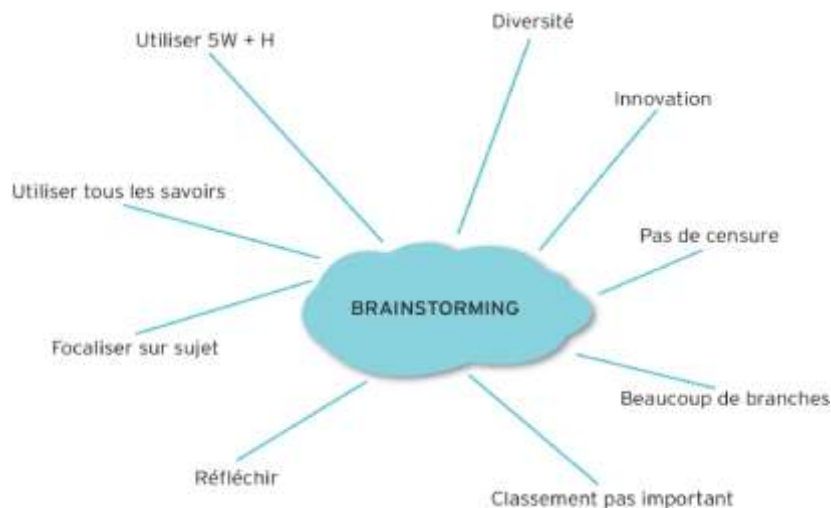 Diversité
Utiliser 5W + H
Innovation
Utiliser tous les savoirs
Pas de censure
BRAINSTORMING
Focaliser sur sujet
Beaucoup de branches
Réfléchir
Classement pas important